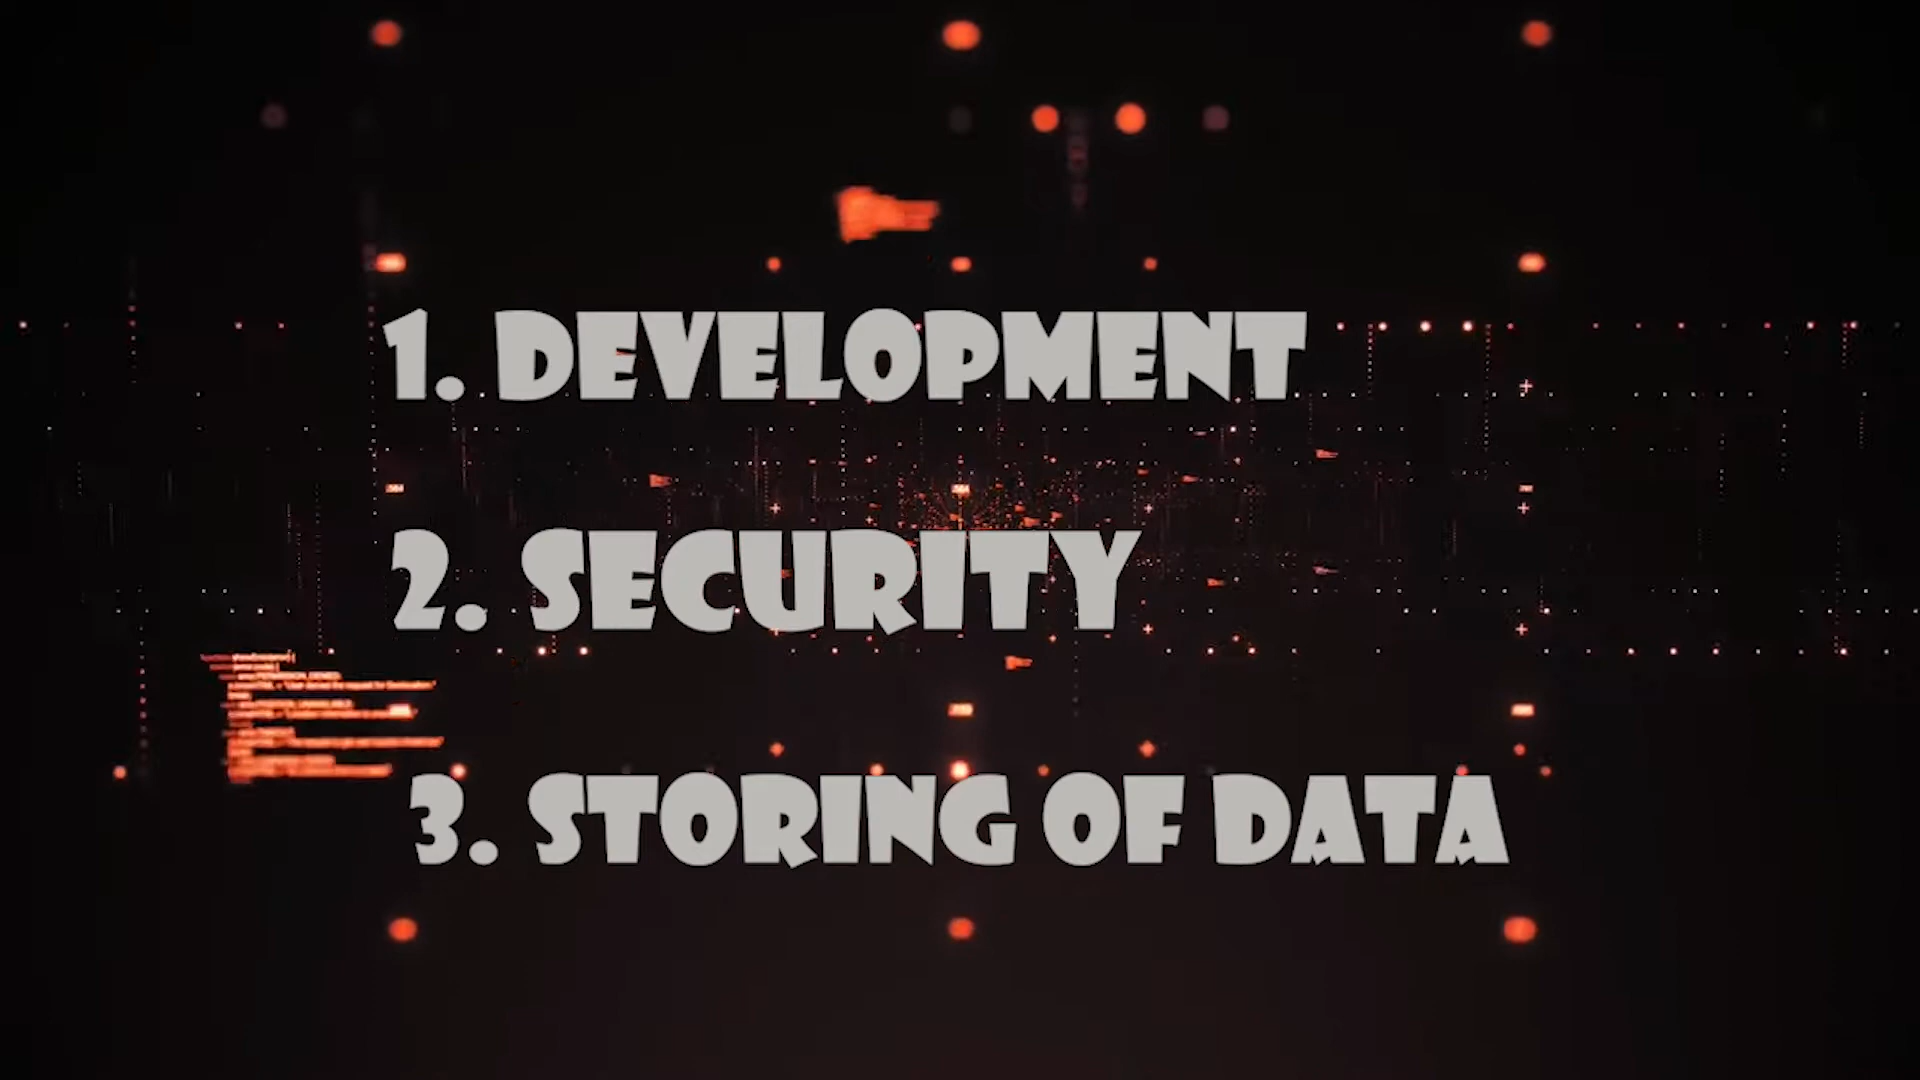 1. DEVELOPMENT
2. SECURITY
3. STORING OF DATA